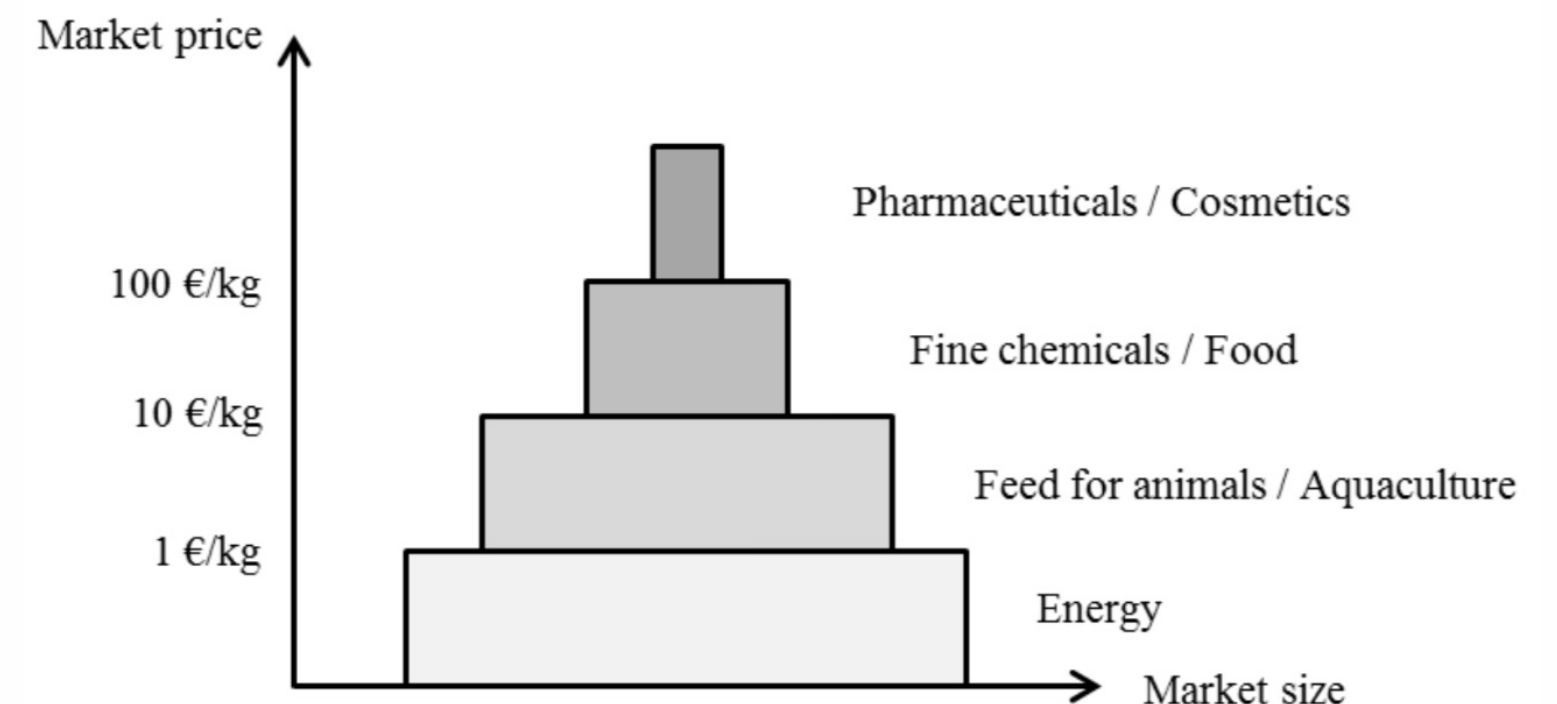 Market price
Pharmaceuticals / Cosmetics
100 €/kg
Fine chemicals / Food
10 €/kg
Feed for animals / Aquaculture
1 €/kg
Energy
Market size